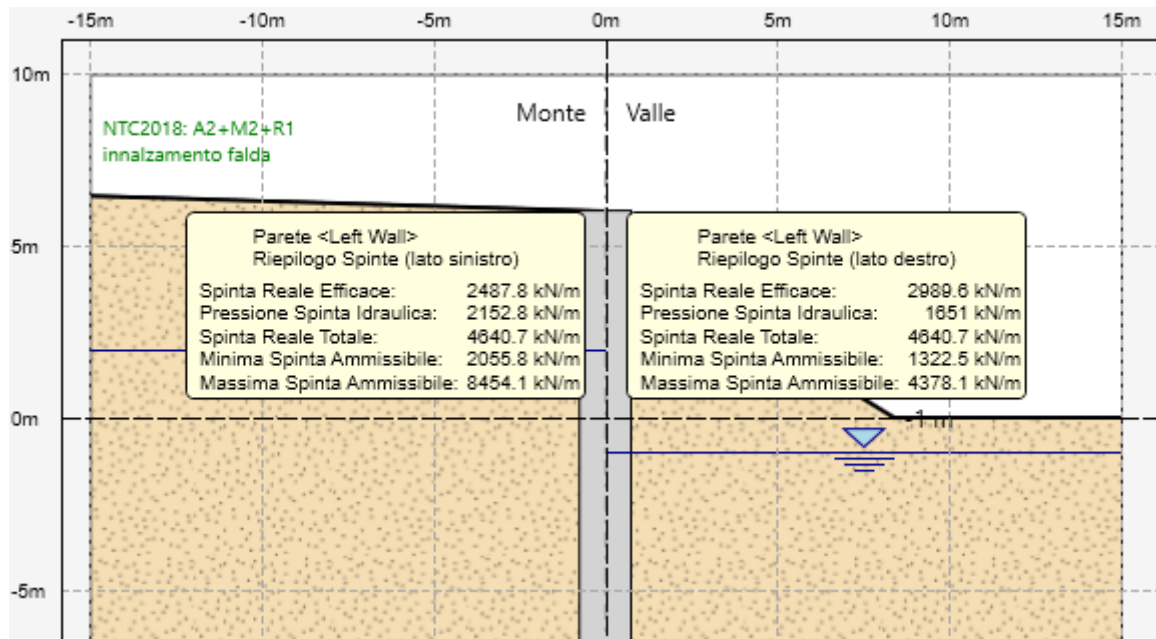 -15m -10m -5m 0m 5m 10m 15m
10m
Monte Valle
NTC2018: A2+M2+R1
innalzamento falda
5m
Parete <Left Wall>
Riepilogo Spinte (lato sinistro)
Spinta Reale Efficace: 2487.8 kN/m
Pressione Spinta Idraulica: 2152.8 kN/m
Spinta Reale Totale: 4640.7 kN/m
Minima Spinta Ammissibile: 2055.8 kN/m
Massima Spinta Ammissibile: 8454.1 kN/m
Parete <Left Wall>
Riepilogo Spinte (lato destro)
Spinta Reale Efficace: 2989.6 kN/m
Pressione Spinta Idraulica: 1651 kN/m
Spinta Reale Totale: 4640.7 kN/m
Minima Spinta Ammissibile: 1322.5 kN/m
Massima Spinta Ammissibile: 4378.1 kN/m
0m
-1 m
-5m